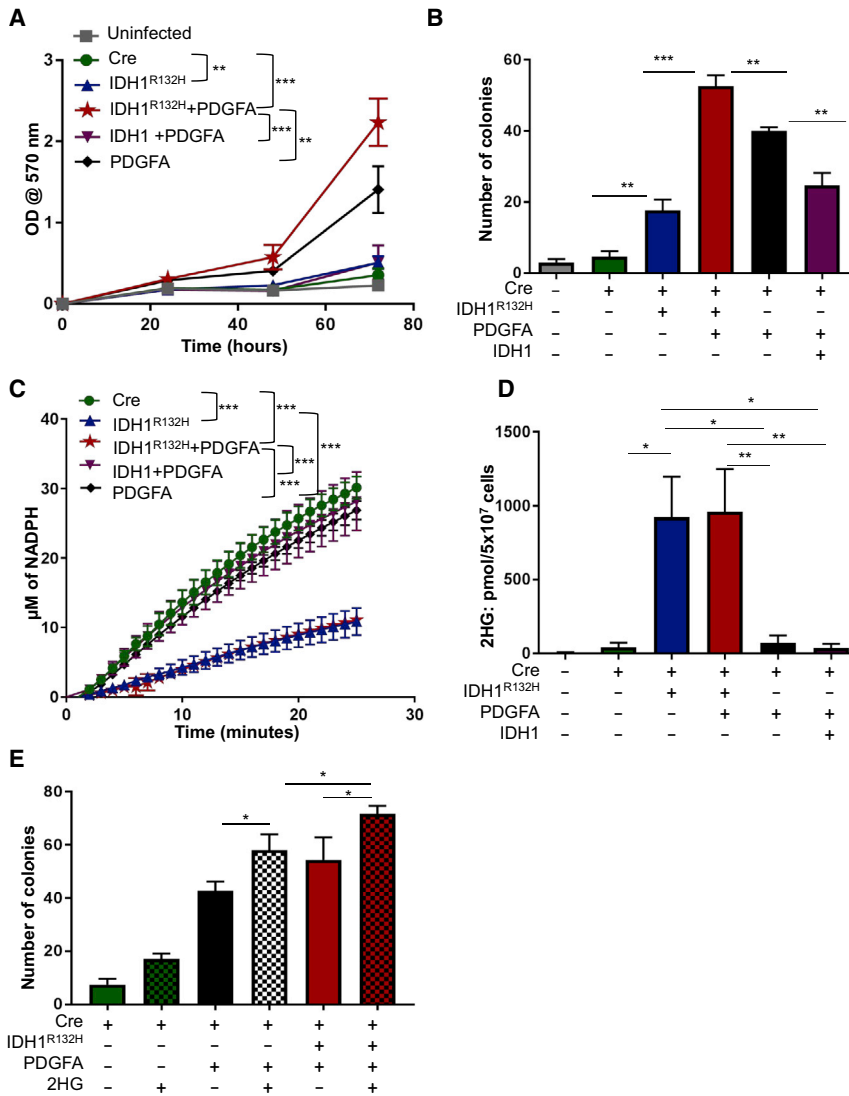 A
Uninfected
Cre
IDH1R132H
IDH1R132H+PDGFA
IDH1 +PDGFA
PDGFA
**
***
***
**
3
2
1
0
OD @ 570 nm
0 20 40 60 80
Time (hours)
B
60
40
20
0
Number of colonies
**
***
**
**
Cre – + + + + +
IDH1R132H – – + + – –
PDGFA – – – + + +
IDH1 – – – – – +
C
Cre
IDH1R132H
IDH1R132H+PDGFA
IDH1+PDGFA
PDGFA
***
***
***
***
***
40
30
20
10
0
µM of NADPH
0 10 20 30
Time (minutes)
D
1500
1000
500
0
2HG: pmol/5x107 cells
*
*
*
**
**
Cre – + + + + +
IDH1R132H – – + + – –
PDGFA – – – + + +
IDH1 – – – – – +
E
80
60
40
20
0
Number of colonies
*
*
*
Cre + + + + + +
IDH1R132H – – – – + +
PDGFA – – + + + +
2HG – + – + – +